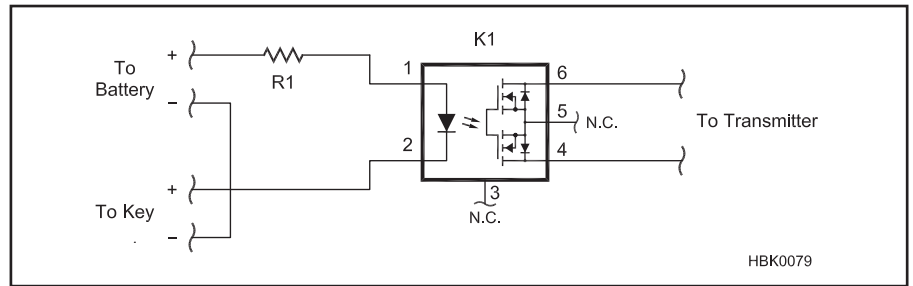 K1
+
To
Battery
R1
−
1
2
6
5
N.C.
4
To Transmitter
+
To Key
−
3
N.C.
HBK0079